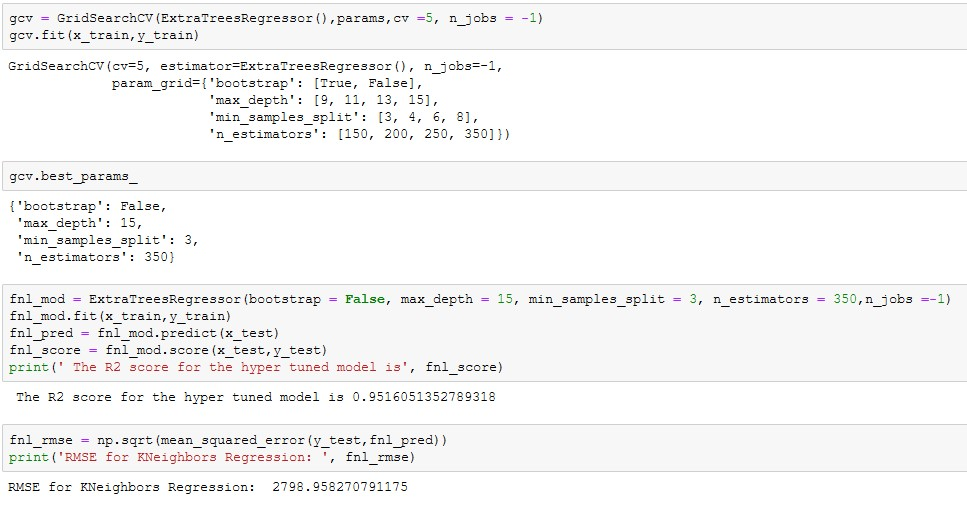 gcv = GridSearchCV(ExtraTreesRegressor(),params,cv =5, n_jobs = -1)
gcv.fit(x_train,y_train)
GridSearchCV(cv=5, estimator=ExtraTreesRegressor(), n_jobs=-1,
             param_grid={'bootstrap': [True, False],
                         'max_depth': [9, 11, 13, 15],
                         'min_samples_split': [3, 4, 6, 8],
                         'n_estimators': [150, 200, 250, 350]})
gcv.best_params_
{'bootstrap': False,
 'max_depth': 15,
 'min_samples_split': 3,
 'n_estimators': 350}
fnl_mod = ExtraTreesRegressor(bootstrap = False, max_depth = 15, min_samples_split = 3, n_estimators = 350,n_jobs =-1)
fnl_mod.fit(x_train,y_train)
fnl_pred = fnl_mod.predict(x_test)
fnl_score = fnl_mod.score(x_test,y_test)
print(' The R2 score for the hyper tuned model is', fnl_score)
 The R2 score for the hyper tuned model is 0.9516051352789318
fnl_rmse = np.sqrt(mean_squared_error(y_test,fnl_pred))
print('RMSE for KNeighbors Regression: ', fnl_rmse)
RMSE for KNeighbors Regression:  2798.958270791175